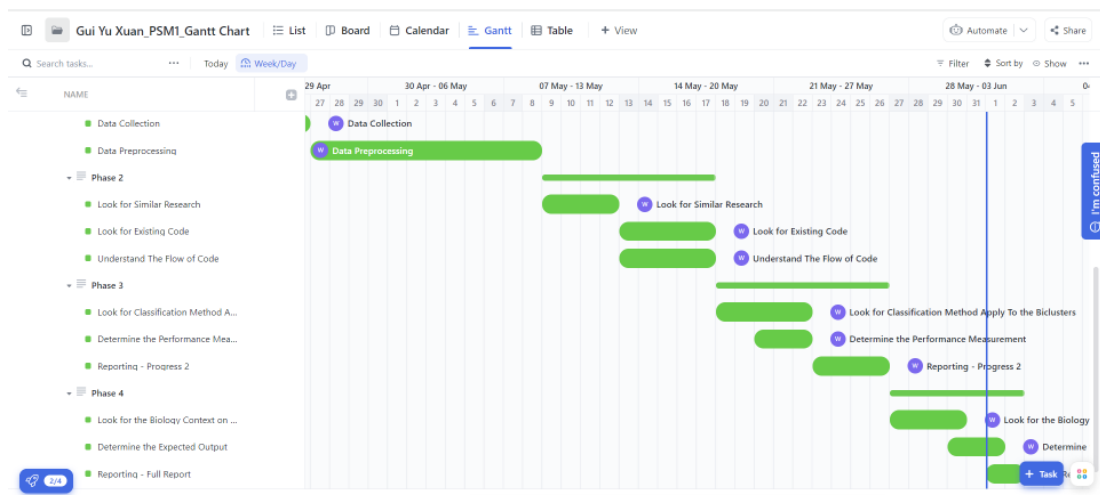 Gui Yu Xuan_PSM1_Gantt Chart List Board Calendar Gantt Table + View Automate Share
Search tasks... ... Today Week/Day Filter Sort by Show ...
NAME
29 Apr 30 Apr - 06 May 07 May - 13 May 14 May - 20 May 21 May - 27 May 28 May - 03 Jun 0
27 28 29 30 1 2 3 4 5 6 7 8 9 10 11 12 13 14 15 16 17 18 19 20 21 22 23 24 25 26 27 28 29 30 31 1 2 3 4 5
Data Collection W Data Collection
Data Preprocessing W Data Preprocessing
Phase 2
Look for Similar Research W Look for Similar Research
Look for Existing Code W Look for Existing Code
Understand The Flow of Code W Understand The Flow of Code
Phase 3
Look for Classification Method A... W Look for Classification Method Apply To the Biclusters
Determine the Performance Mea... W Determine the Performance Measurement
Reporting - Progress 2 W Reporting - Progress 2
Phase 4
Look for the Biology Context on ... W Look for the Biology
Determine the Expected Output W Determine
Reporting - Full Report
2/4
+ Task
I'm confused